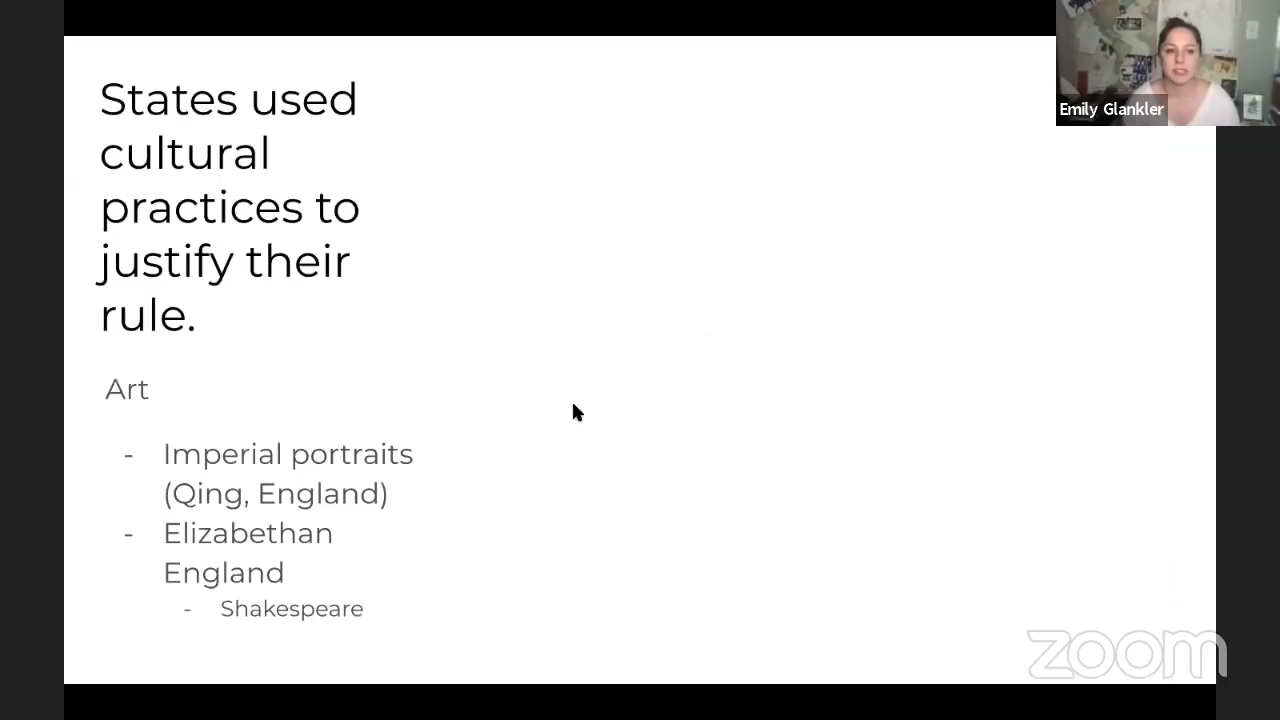 States used
cultural
practices to
justify their
rule.
Art
- Imperial portraits
(Qing, England)
- Elizabethan
England
- Shakespeare
Emily Glankler
zoom